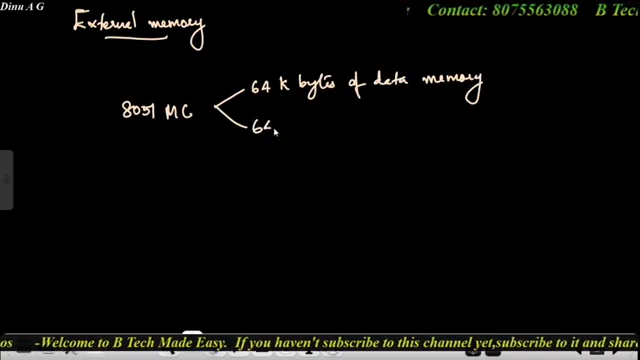 Dinu A G
Contact: 8075563088 B Tech
External memory
64 k bytes of data memory
8051 MC
64
os -Welcome to B Tech Made Easy. If you haven't subscribe to this channel yet,subscribe to it and share